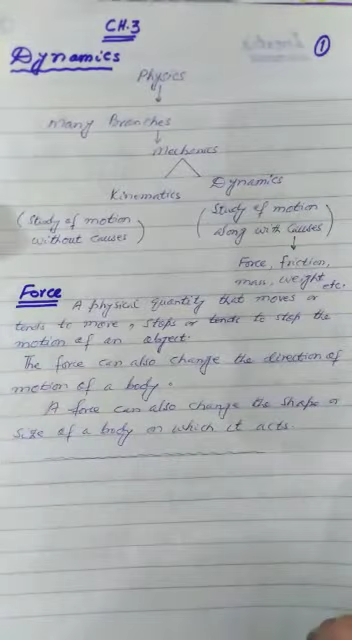 CH.3
Dynamics
1
Physics
Many Branches
Mechanics
Kinematics
Dynamics
(Study of motion
without causes)
(Study of motion
along with causes)
Force, friction,
mass, weight etc.
Force A physical quantity that moves or
tends to move, stops or tends to stop the
motion of an object.
The force can also change the direction of
motion of a body.
A force can also change the shape or
size of a body on which it acts.